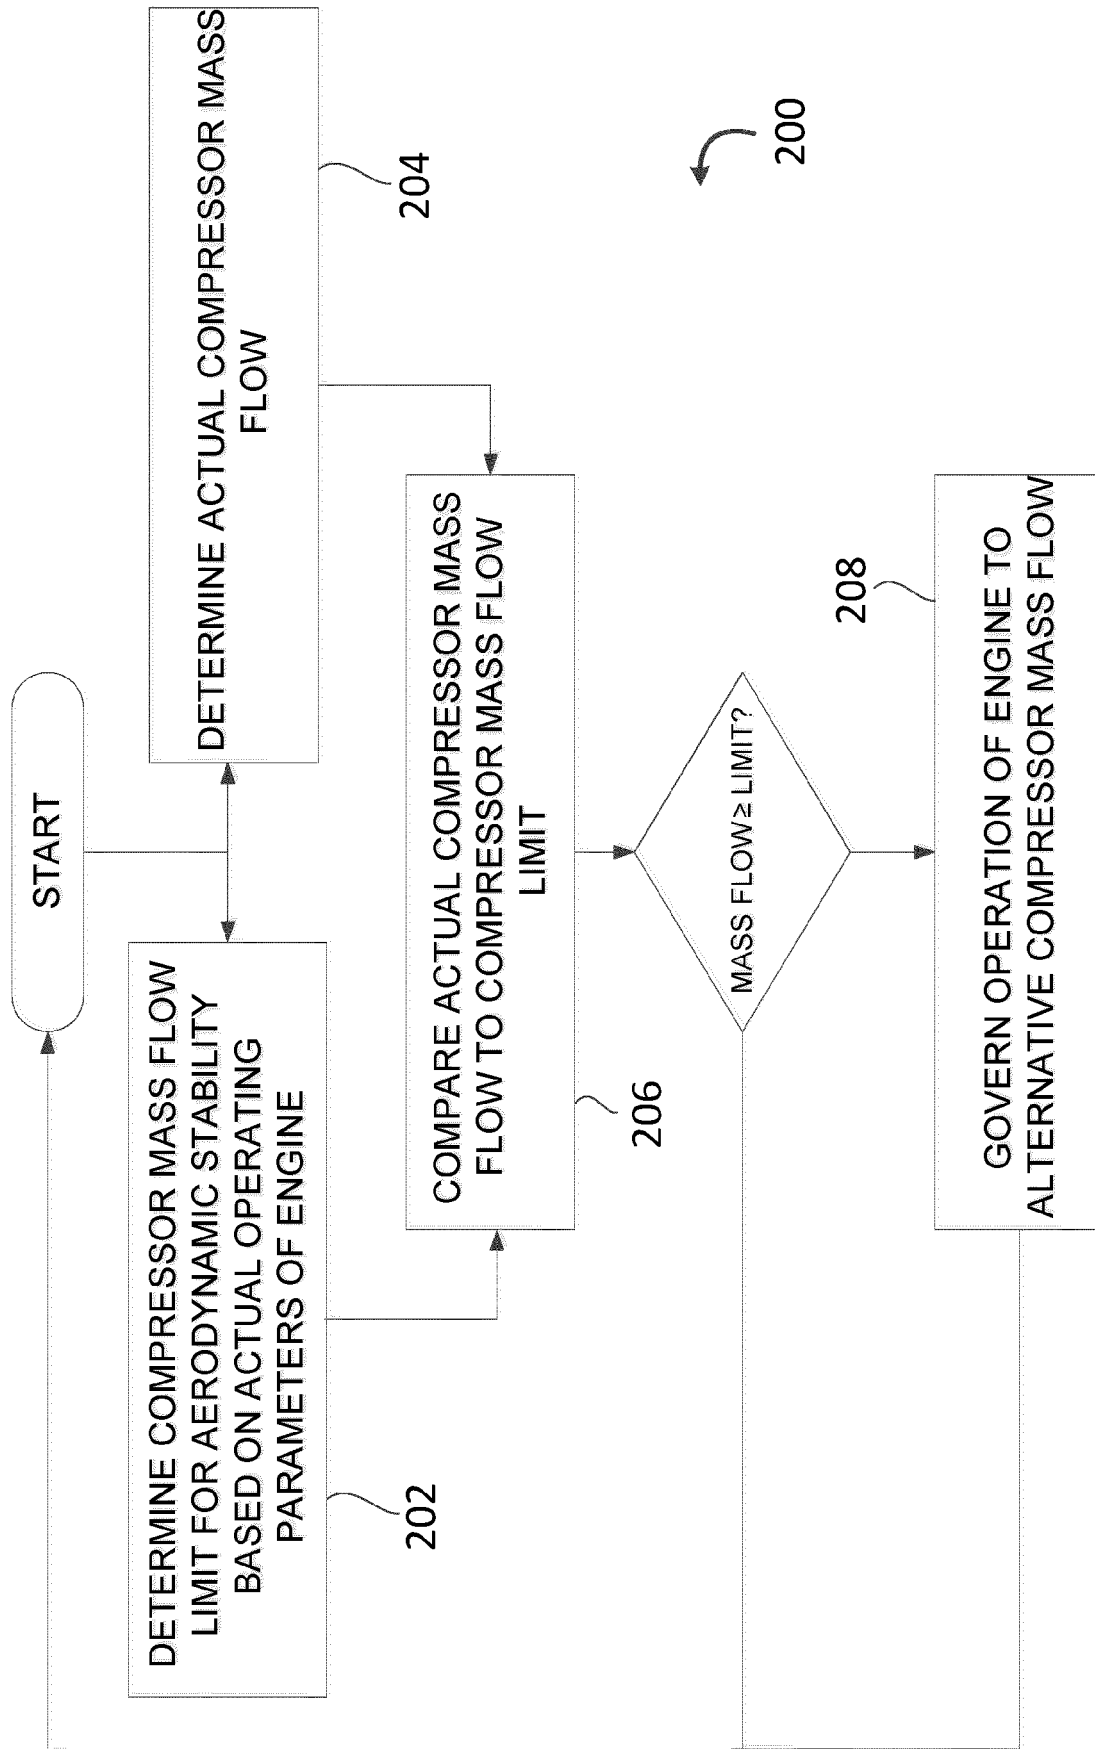 START
DETERMINE COMPRESSOR MASS FLOW
LIMIT FOR AERODYNAMIC STABILITY
BASED ON ACTUAL OPERATING
PARAMETERS OF ENGINE
202
DETERMINE ACTUAL COMPRESSOR MASS
FLOW
204
COMPARE ACTUAL COMPRESSOR MASS
FLOW TO COMPRESSOR MASS FLOW
LIMIT
206
MASS FLOW ≥ LIMIT?
GOVERN OPERATION OF ENGINE TO
ALTERNATIVE COMPRESSOR MASS FLOW
208
200